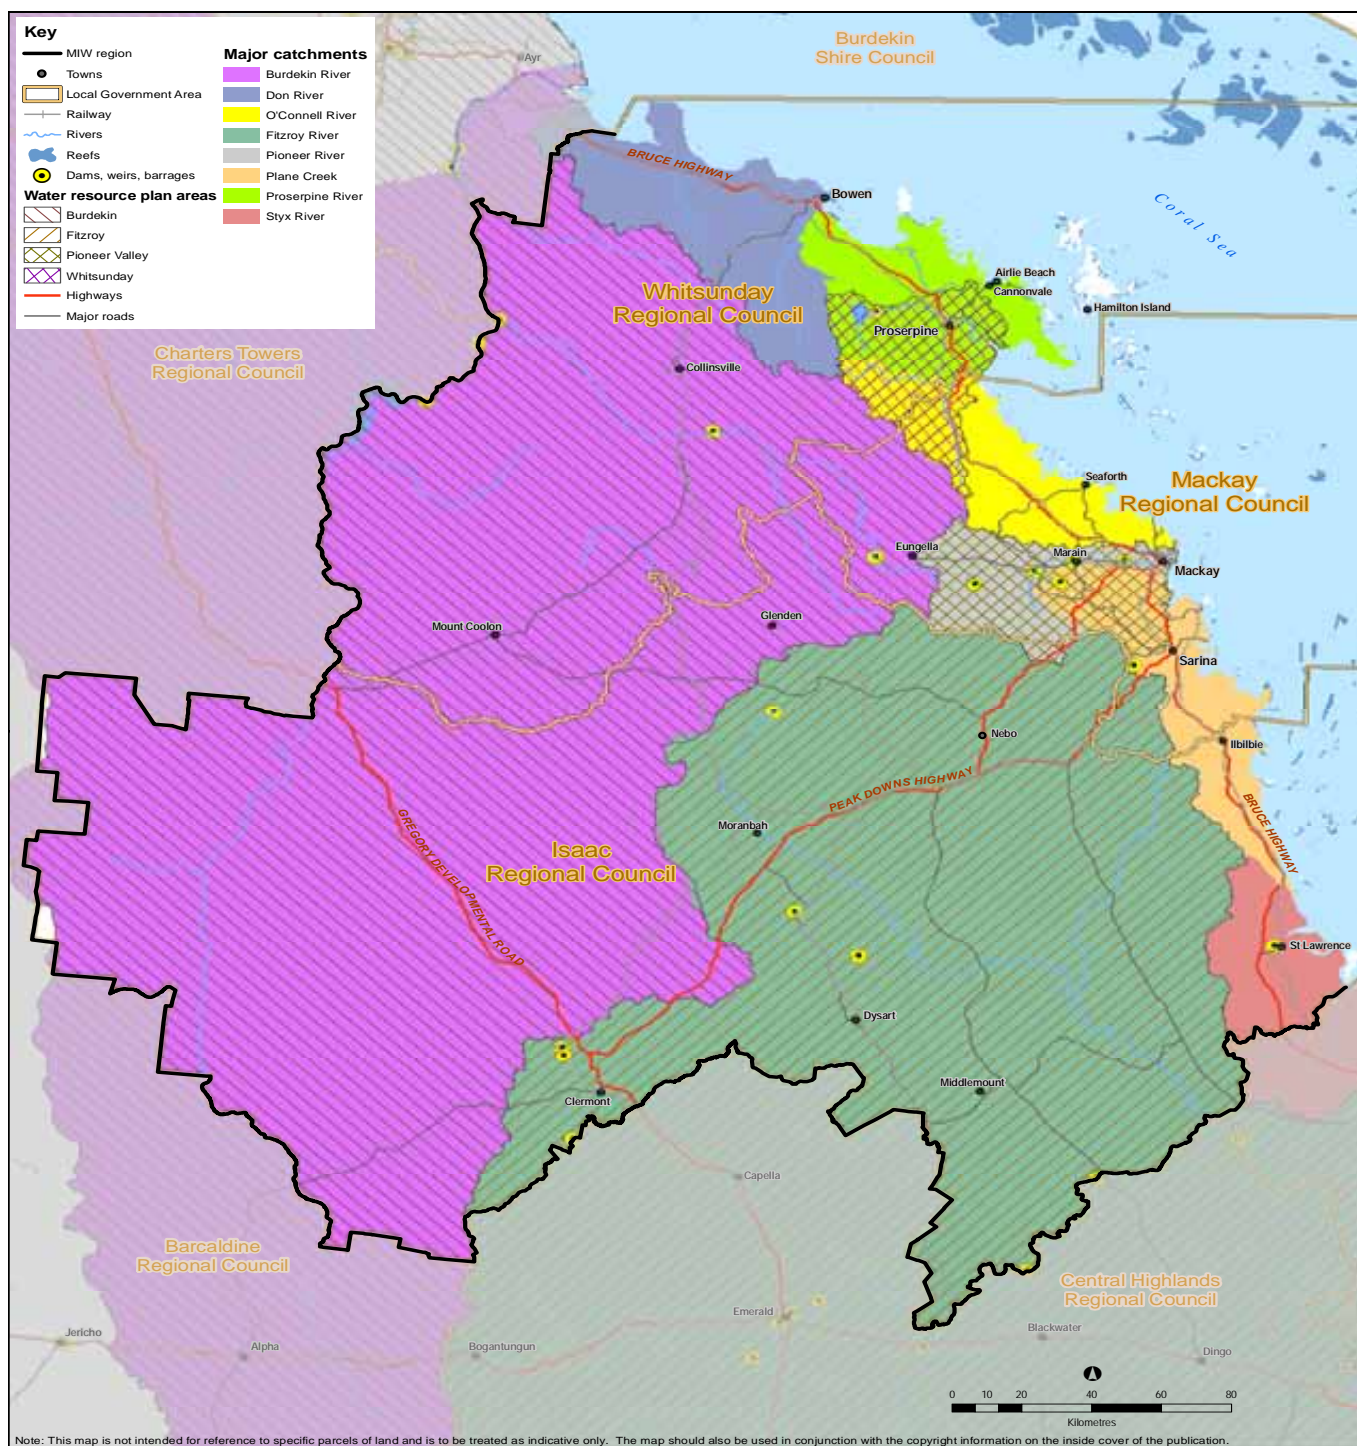 Key
MIW region
Towns
Local Government Area
Railway
Rivers
Reefs
Dams, weirs, barrages
Water resource plan areas
Burdekin
Fitzroy
Pioneer Valley
Whitsunday
Highways
Major roads
Major catchments
Burdekin River
Don River
O'Connell River
Fitzroy River
Pioneer River
Plane Creek
Proserpine River
Styx River
Burdekin
Shire Council
Ayr
BRUCE HIGHWAY
Bowen
Coral Sea
Airlie Beach
Cannonvale
Hamilton Island
Whitsunday
Regional Council
Proserpine
Charters Towers
Regional Council
Collinsville
Seaforth
Mackay
Regional Council
Eungella
Marain
Mackay
Glenden
Mount Coolon
Sarina
Nebo
Ilbilbie
PEAK DOWNS HIGHWAY
BRUCE HIGHWAY
GREGORY DEVELOPMENTAL ROAD
Moranbah
Isaac
Regional Council
St Lawrence
Dysart
Middlemount
Clermont
Capella
Barcaldine
Regional Council
Central Highlands
Regional Council
Emerald
Jericho
Alpha
Bogantungun
Blackwater
Dingo
0 10 20 40 60 80
Kilometres
Note: This map is not intended for reference to specific parcels of land and is to be treated as indicative only. The map should also be used in conjunction with the copyright information on the inside cover of the publication.